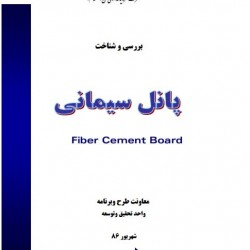 بررسی و شناخت
پانل سیمانی
Fiber Cement Board
معاونت طرح وبرنامه
واحد تحقیق وتوسعه
شهریور ۸۶